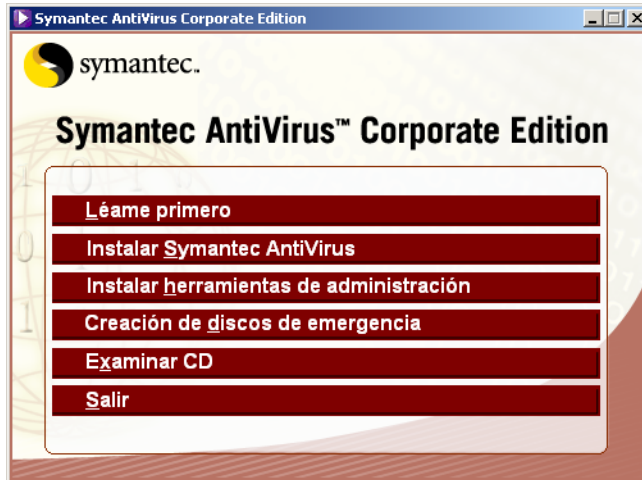 Symantec AntiVirus Corporate Edition
symantec™
Symantec AntiVirus™ Corporate Edition
Léame primero
Instalar Symantec AntiVirus
Instalar herramientas de administración
Creación de discos de emergencia
Examinar CD
Salir